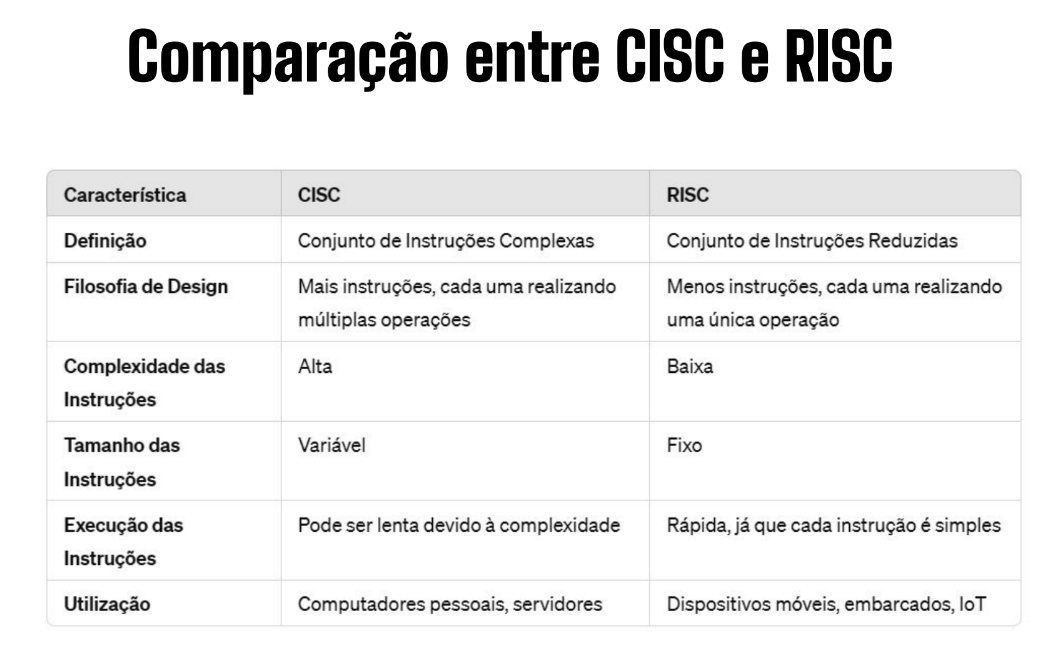 Comparação entre CISC e RISC
Característica CISC RISC
Definição Conjunto de Instruções Complexas Conjunto de Instruções Reduzidas
Filosofia de Design Mais instruções, cada uma realizando Menos instruções, cada uma realizando
múltiplas operações uma única operação
Complexidade das Alta Baixa
Instruções
Tamanho das Variável Fixo
Instruções
Execução das Pode ser lenta devido à complexidade Rápida, já que cada instrução é simples
Instruções
Utilização Computadores pessoais, servidores Dispositivos móveis, embarcados, IoT